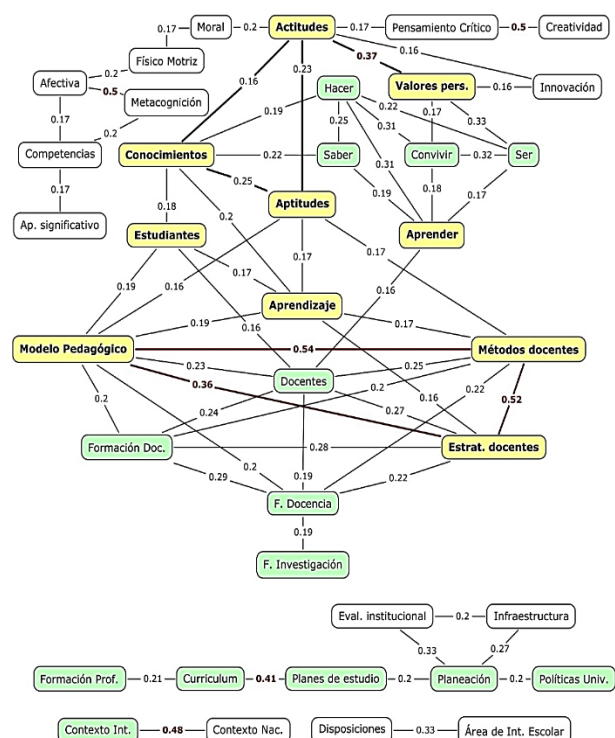 Moral 0.2 Actitudes 0.17 Pensamiento Crítico 0.5 Creatividad
0.17
Físico Motriz
0.16 0.23 0.37 0.16
Afectiva 0.2
0.5 Metacognición
Hacer Valores pers. 0.16 Innovación
0.17 0.2
0.19 0.25 0.31 0.22 0.17 0.33
Competencias
Conocimientos 0.22 Saber Convivir 0.32 Ser
0.31
0.17 0.25 0.19 0.18 0.17
Ap. significativo
0.18 0.2 Aptitudes
Estudiantes Aprender
0.17 0.17
0.17
0.19 0.16 0.16
Aprendizaje
0.19 0.16 0.17
Modelo Pedagógico 0.54 Métodos docentes
0.23 Docentes 0.25
0.36 0.2 0.22
0.2 0.24 0.27 0.16 0.52
Formación Doc. 0.28 Estrat. docentes
0.29 0.2 0.19 0.22
F. Docencia
0.19
F. Investigación
Eval. institucional 0.2 Infraestructura
0.33 0.27
Formación Prof. 0.21 Curriculum 0.41 Planes de estudio 0.2 Planeación 0.2 Políticas Univ.
Contexto Int. 0.48 Contexto Nac. Disposiciones 0.33 Área de Int. Escolar